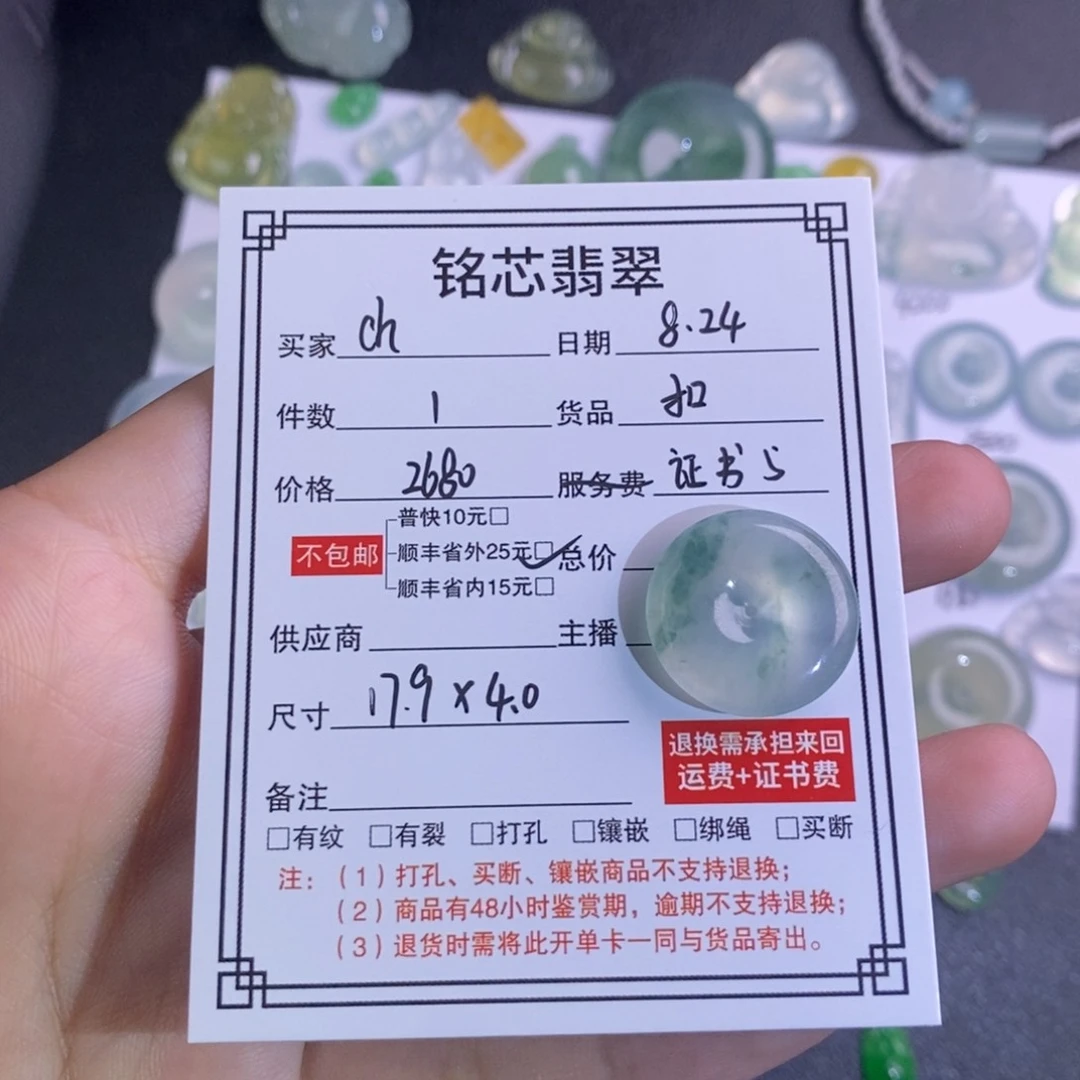 铭芯翡翠
买家 ch 日期 8.24
件数 1 货品 扣
价格 2680 服务费 证书5
普快10元□
不包邮 顺丰省外25元□✓ 总价
顺丰省内15元□
供应商 主播
尺寸 17.9×4.0
退换需承担来回
运费+证书费
备注
□有纹 □有裂 □打孔 □镶嵌 □绑绳 □买断
注:(1)打孔、买断、镶嵌商品不支持退换;
(2)商品有48小时鉴赏期,逾期不支持退换;
(3)退货时需将此开单卡一同与货品寄出。